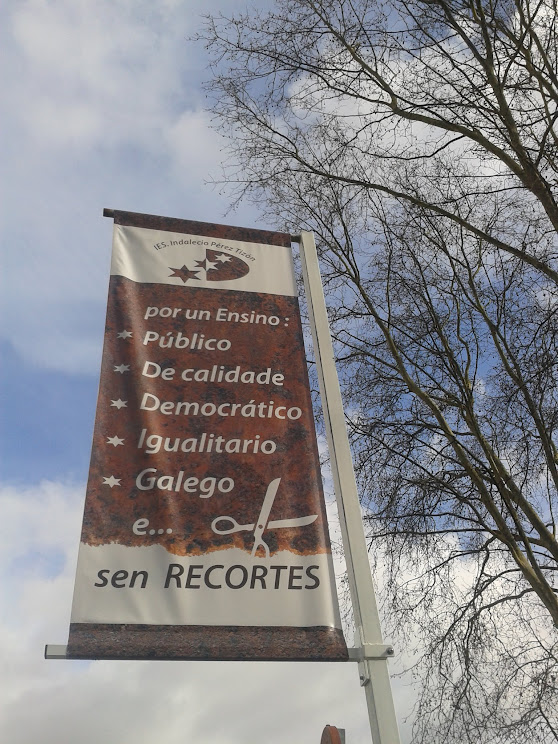 IES. Indalecio Pérez Tizón
por un Ensino :
Público
De calidade
Democrático
Igualitario
Galego
e...
sen RECORTES